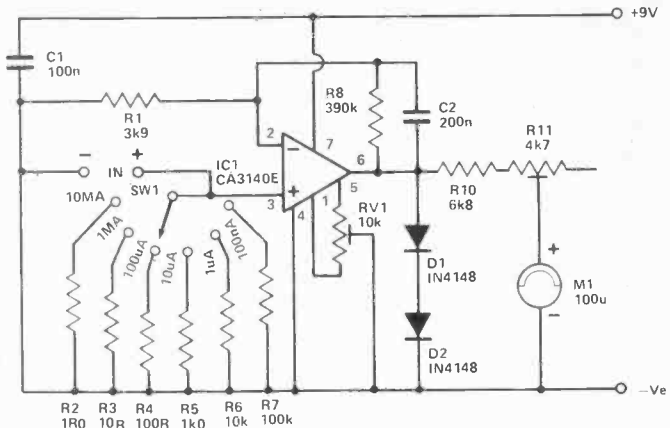 +9V
C1
100n
R1
3k9
R8
390k
C2
200n
R11
4k7
2
7
6
5
3
4
1
− IN +
IC1
CA3140E
SW1
10MA
1MA
100uA
10uA
1uA
100nA
RV1
10k
R10
6k8
D1
IN4148
D2
IN4148
+
M1
100u
−
−Ve
R2
1R0
R3
10R
R4
100R
R5
1k0
R6
10k
R7
100k